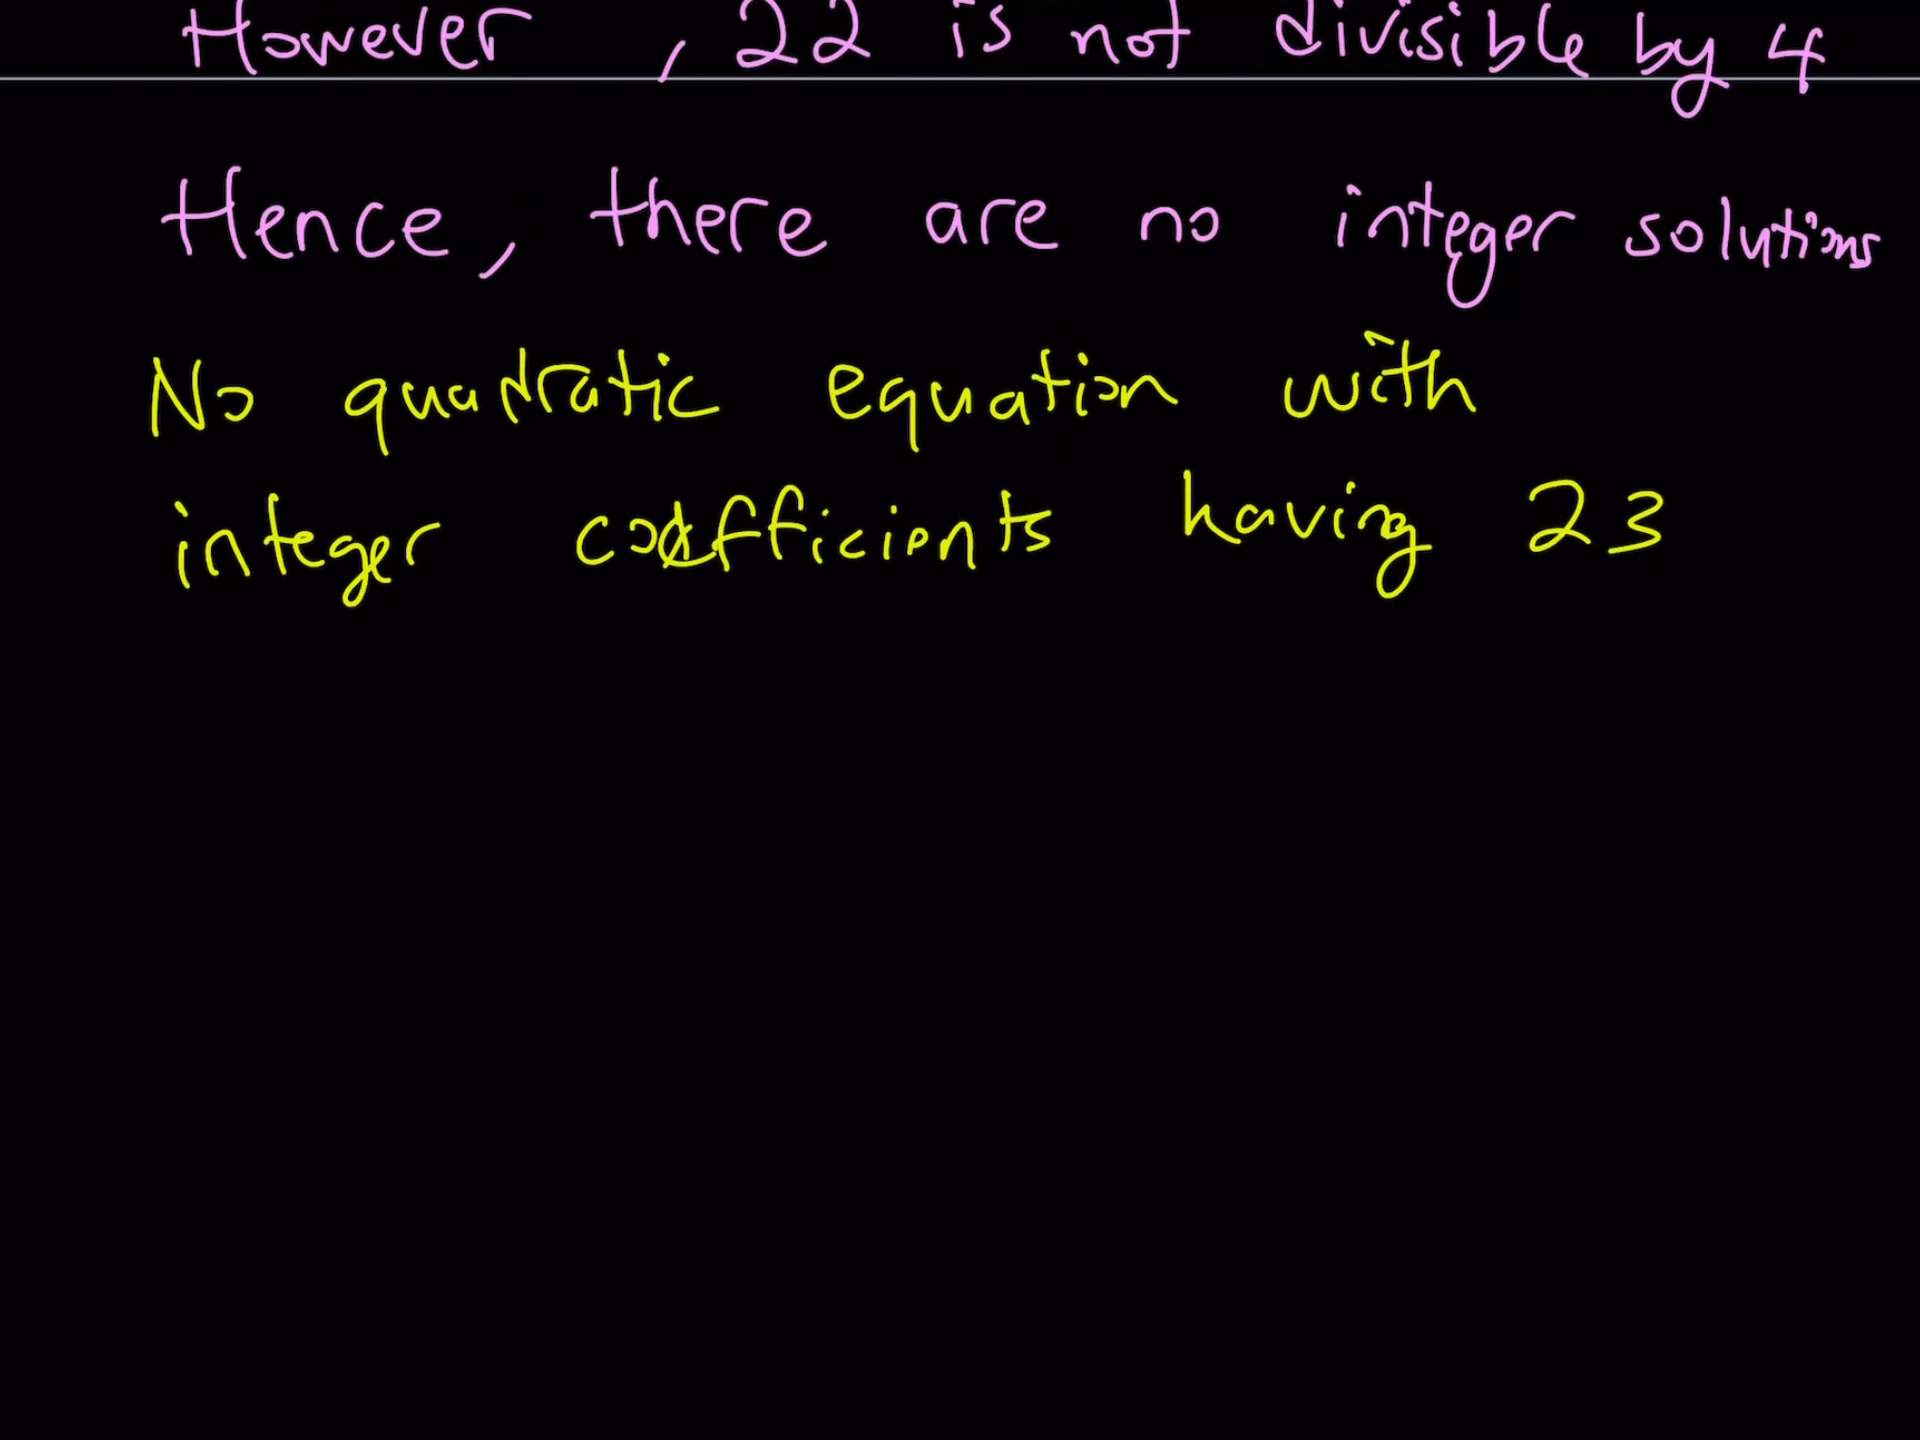 However, 22 is not divisible by 4
Hence, there are no integer solutions
No quadratic equation with
integer coefficients having 23